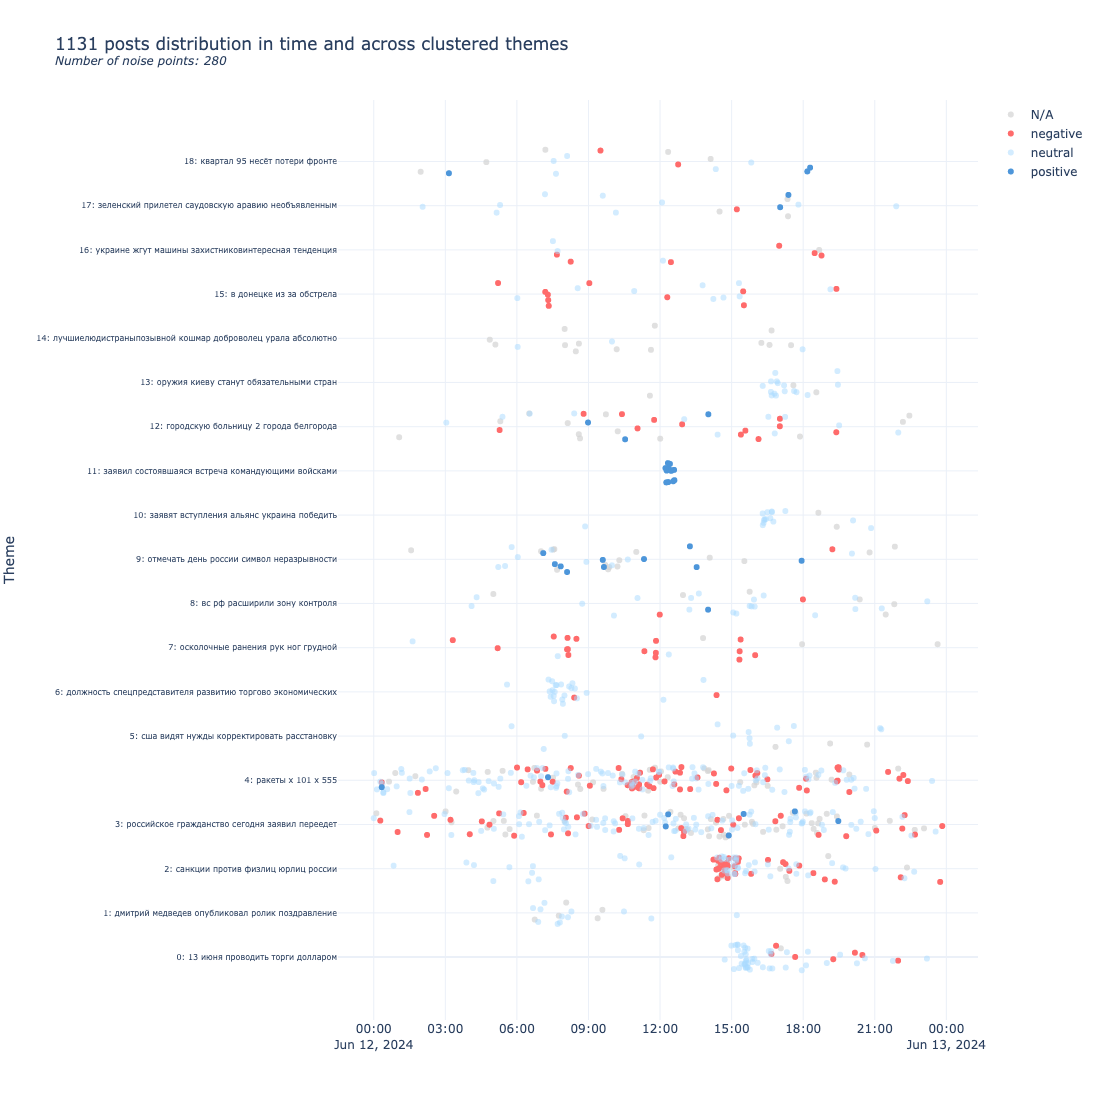 1131 posts distribution in time and across clustered themes
Number of noise points: 280
N/A
negative
neutral
positive
18: квартал 95 несёт потери фронте
17: зеленский прилетел саудовскую аравию необъявленным
16: украине жгут машины захистниковинтересная тенденция
15: в донецке из за обстрела
14: лучшиелюдистраныпозывной кошмар доброволец урала абсолютно
13: оружия киеву станут обязательными стран
12: городскую больницу 2 города белгорода
11: заявил состоявшаяся встреча командующими войсками
10: заявят вступления альянс украина победить
9: отмечать день россии символ неразрывности
8: вс рф расширили зону контроля
7: осколочные ранения рук ног грудной
6: должность спецпредставителя развитию торгово экономических
5: сша видят нужды корректировать расстановку
4: ракеты х 101 х 555
3: российское гражданство сегодня заявил переедет
2: санкции против физлиц юрлиц россии
1: дмитрий медведев опубликовал ролик поздравление
0: 13 июня проводить торги долларом
Theme
00:00 03:00 06:00 09:00 12:00 15:00 18:00 21:00 00:00
Jun 12, 2024 Jun 13, 2024